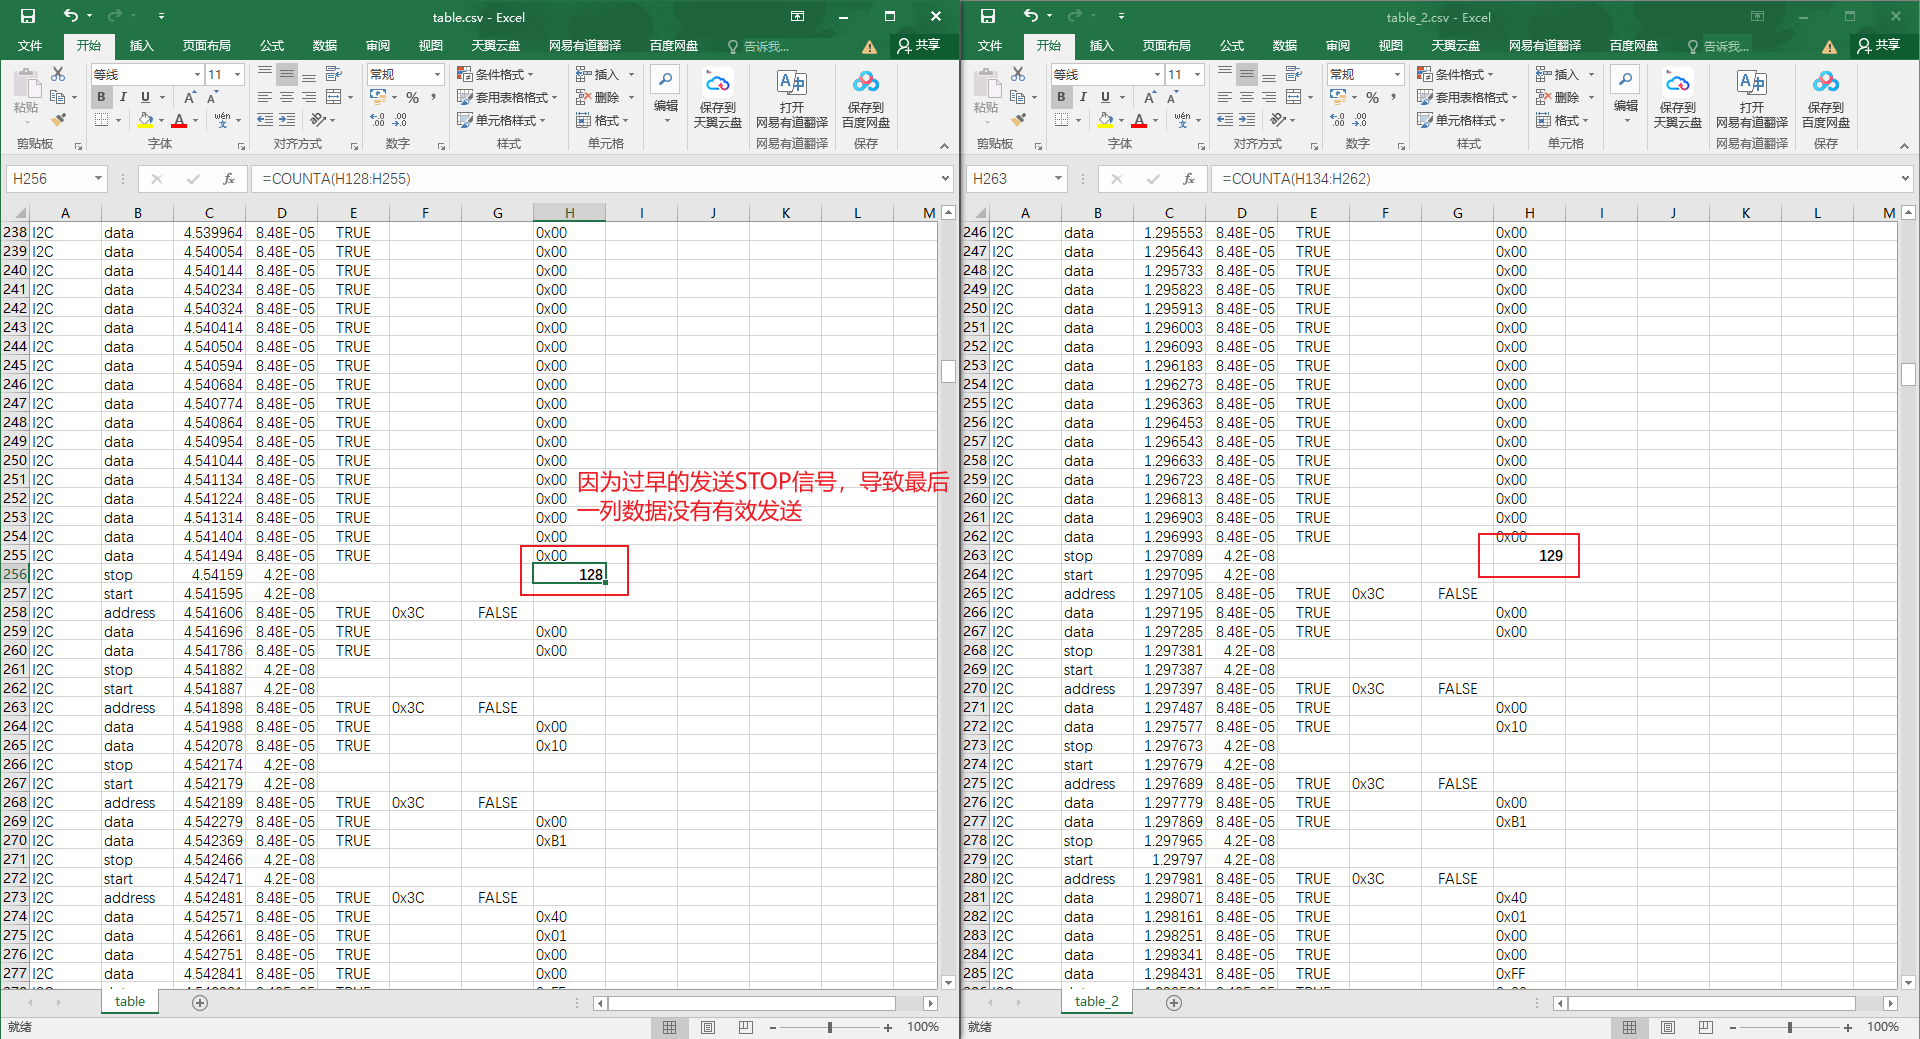 table.csv - Excel
文件 开始 插入 页面布局 公式 数据 审阅 视图 天翼云盘 网易有道翻译 百度网盘 告诉我... 共享
等线 11 常规 条件格式 插入
粘贴 B I U % 套用表格格式 删除 编辑 保存到 打开 保存到
单元格样式 格式 天翼云盘 网易有道翻译 百度网盘
剪贴板 字体 对齐方式 数字 样式 单元格 网易有道翻译 保存
H256 =COUNTA(H128:H255)
A B C D E F G H I J K L M
238 I2C data 4.539964 8.48E-05 TRUE 0x00
239 I2C data 4.540054 8.48E-05 TRUE 0x00
240 I2C data 4.540144 8.48E-05 TRUE 0x00
241 I2C data 4.540234 8.48E-05 TRUE 0x00
242 I2C data 4.540324 8.48E-05 TRUE 0x00
243 I2C data 4.540414 8.48E-05 TRUE 0x00
244 I2C data 4.540504 8.48E-05 TRUE 0x00
245 I2C data 4.540594 8.48E-05 TRUE 0x00
246 I2C data 4.540684 8.48E-05 TRUE 0x00
247 I2C data 4.540774 8.48E-05 TRUE 0x00
248 I2C data 4.540864 8.48E-05 TRUE 0x00
249 I2C data 4.540954 8.48E-05 TRUE 0x00
250 I2C data 4.541044 8.48E-05 TRUE 0x00
251 I2C data 4.541134 8.48E-05 TRUE 0x00
252 I2C data 4.541224 8.48E-05 TRUE 0x00
253 I2C data 4.541314 8.48E-05 TRUE 0x00
254 I2C data 4.541404 8.48E-05 TRUE 0x00
255 I2C data 4.541494 8.48E-05 TRUE 0x00
256 I2C stop 4.54159 4.2E-08 128
257 I2C start 4.541595 4.2E-08
258 I2C address 4.541606 8.48E-05 TRUE 0x3C FALSE
259 I2C data 4.541696 8.48E-05 TRUE 0x00
260 I2C data 4.541786 8.48E-05 TRUE 0x00
261 I2C stop 4.541882 4.2E-08
262 I2C start 4.541887 4.2E-08
263 I2C address 4.541898 8.48E-05 TRUE 0x3C FALSE
264 I2C data 4.541988 8.48E-05 TRUE 0x00
265 I2C data 4.542078 8.48E-05 TRUE 0x10
266 I2C stop 4.542174 4.2E-08
267 I2C start 4.542179 4.2E-08
268 I2C address 4.542189 8.48E-05 TRUE 0x3C FALSE
269 I2C data 4.542279 8.48E-05 TRUE 0x00
270 I2C data 4.542369 8.48E-05 TRUE 0xB1
271 I2C stop 4.542466 4.2E-08
272 I2C start 4.542471 4.2E-08
273 I2C address 4.542481 8.48E-05 TRUE 0x3C FALSE
274 I2C data 4.542571 8.48E-05 TRUE 0x40
275 I2C data 4.542661 8.48E-05 TRUE 0x01
276 I2C data 4.542751 8.48E-05 TRUE 0x00
277 I2C data 4.542841 8.48E-05 TRUE 0x00
因为过早的发送STOP信号，导致最后
一列数据没有有效发送
table
就绪 100%
table_2.csv - Excel
文件 开始 插入 页面布局 公式 数据 审阅 视图 天翼云盘 网易有道翻译 百度网盘 告诉我... 共享
等线 11 常规 条件格式 插入
粘贴 B I U % 套用表格格式 删除 编辑 保存到 打开 保存到
单元格样式 格式 天翼云盘 网易有道翻译 百度网盘
剪贴板 字体 对齐方式 数字 样式 单元格 网易有道翻译 保存
H263 =COUNTA(H134:H262)
A B C D E F G H I J K L M
246 I2C data 1.295553 8.48E-05 TRUE 0x00
247 I2C data 1.295643 8.48E-05 TRUE 0x00
248 I2C data 1.295733 8.48E-05 TRUE 0x00
249 I2C data 1.295823 8.48E-05 TRUE 0x00
250 I2C data 1.295913 8.48E-05 TRUE 0x00
251 I2C data 1.296003 8.48E-05 TRUE 0x00
252 I2C data 1.296093 8.48E-05 TRUE 0x00
253 I2C data 1.296183 8.48E-05 TRUE 0x00
254 I2C data 1.296273 8.48E-05 TRUE 0x00
255 I2C data 1.296363 8.48E-05 TRUE 0x00
256 I2C data 1.296453 8.48E-05 TRUE 0x00
257 I2C data 1.296543 8.48E-05 TRUE 0x00
258 I2C data 1.296633 8.48E-05 TRUE 0x00
259 I2C data 1.296723 8.48E-05 TRUE 0x00
260 I2C data 1.296813 8.48E-05 TRUE 0x00
261 I2C data 1.296903 8.48E-05 TRUE 0x00
262 I2C data 1.296993 8.48E-05 TRUE 0x00
263 I2C stop 1.297089 4.2E-08 129
264 I2C start 1.297095 4.2E-08
265 I2C address 1.297105 8.48E-05 TRUE 0x3C FALSE
266 I2C data 1.297195 8.48E-05 TRUE 0x00
267 I2C data 1.297285 8.48E-05 TRUE 0x00
268 I2C stop 1.297381 4.2E-08
269 I2C start 1.297387 4.2E-08
270 I2C address 1.297397 8.48E-05 TRUE 0x3C FALSE
271 I2C data 1.297487 8.48E-05 TRUE 0x00
272 I2C data 1.297577 8.48E-05 TRUE 0x10
273 I2C stop 1.297673 4.2E-08
274 I2C start 1.297679 4.2E-08
275 I2C address 1.297689 8.48E-05 TRUE 0x3C FALSE
276 I2C data 1.297779 8.48E-05 TRUE 0x00
277 I2C data 1.297869 8.48E-05 TRUE 0xB1
278 I2C stop 1.297965 4.2E-08
279 I2C start 1.29797 4.2E-08
280 I2C address 1.297981 8.48E-05 TRUE 0x3C FALSE
281 I2C data 1.298071 8.48E-05 TRUE 0x40
282 I2C data 1.298161 8.48E-05 TRUE 0x01
283 I2C data 1.298251 8.48E-05 TRUE 0x00
284 I2C data 1.298341 8.48E-05 TRUE 0x00
285 I2C data 1.298431 8.48E-05 TRUE 0xFF
table_2
就绪 100%